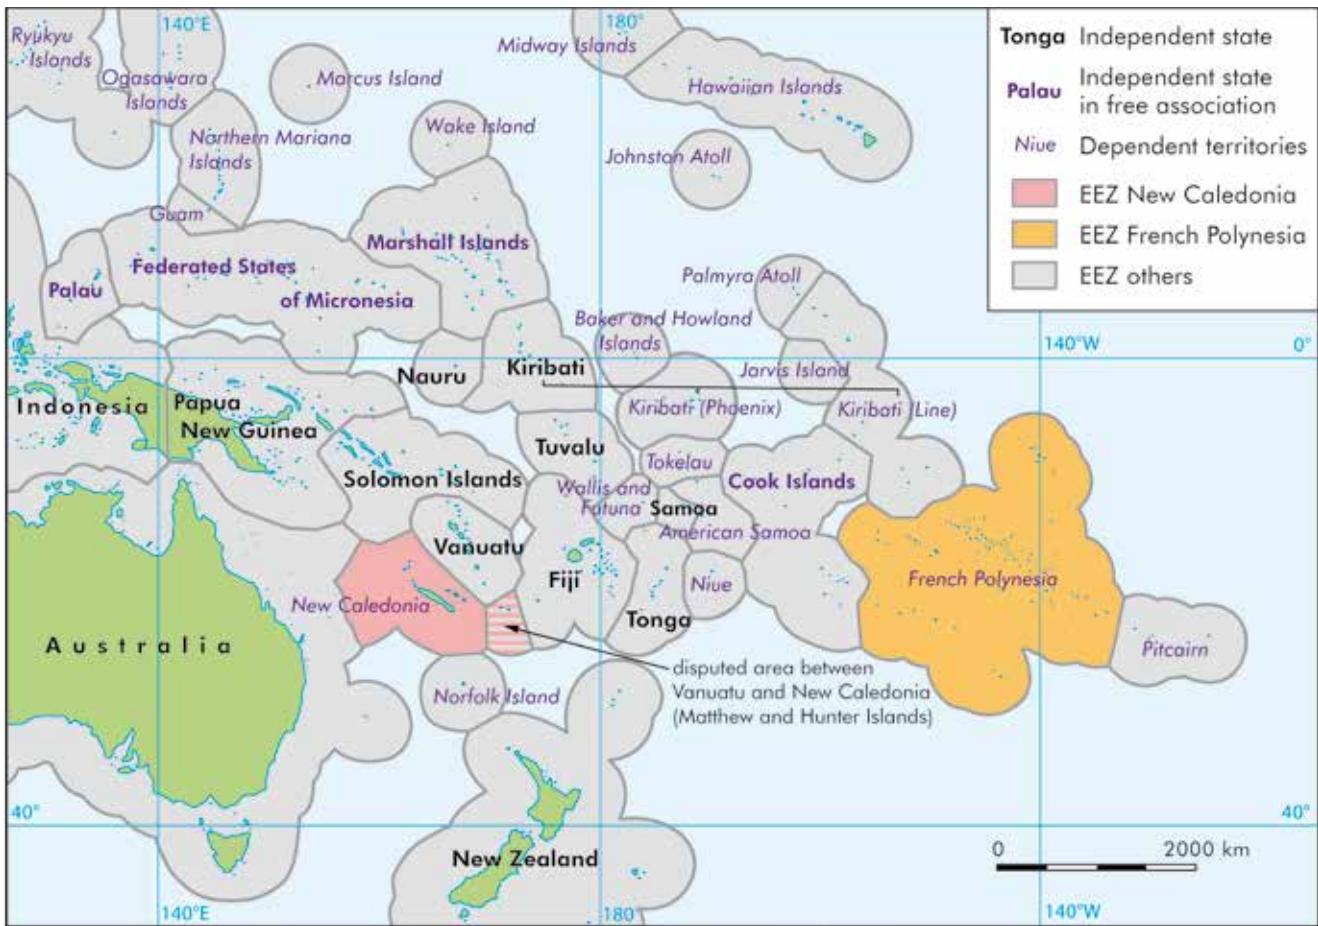 140°E
180°
Ryukyu
Islands
Ogasawara
Islands
Marcus Island
Midway Islands
Hawaiian Islands
Northern Mariana
Islands
Wake Island
Johnston Atoll
Guam
Marshall Islands
Federated States
of Micronesia
Palau
Palmyra Atoll
Baker and Howland
Islands
140°W
0°
Nauru
Kiribati
Jarvis Island
Indonesia
Papua
New Guinea
Kiribati (Phoenix)
Kiribati (Line)
Tuvalu
Tokelau
Solomon Islands
Cook Islands
Wallis and
Futuna
Samoa
American Samoa
Vanuatu
Fiji
Niue
French Polynesia
New Caledonia
Tonga
Australia
Pitcairn
disputed area between
Vanuatu and New Caledonia
(Matthew and Hunter Islands)
Norfolk Island
40°
40°
New Zealand
0 2000 km
140°E
180°
140°W
Tonga Independent state
Palau Independent state
in free association
Niue Dependent territories
EEZ New Caledonia
EEZ French Polynesia
EEZ others